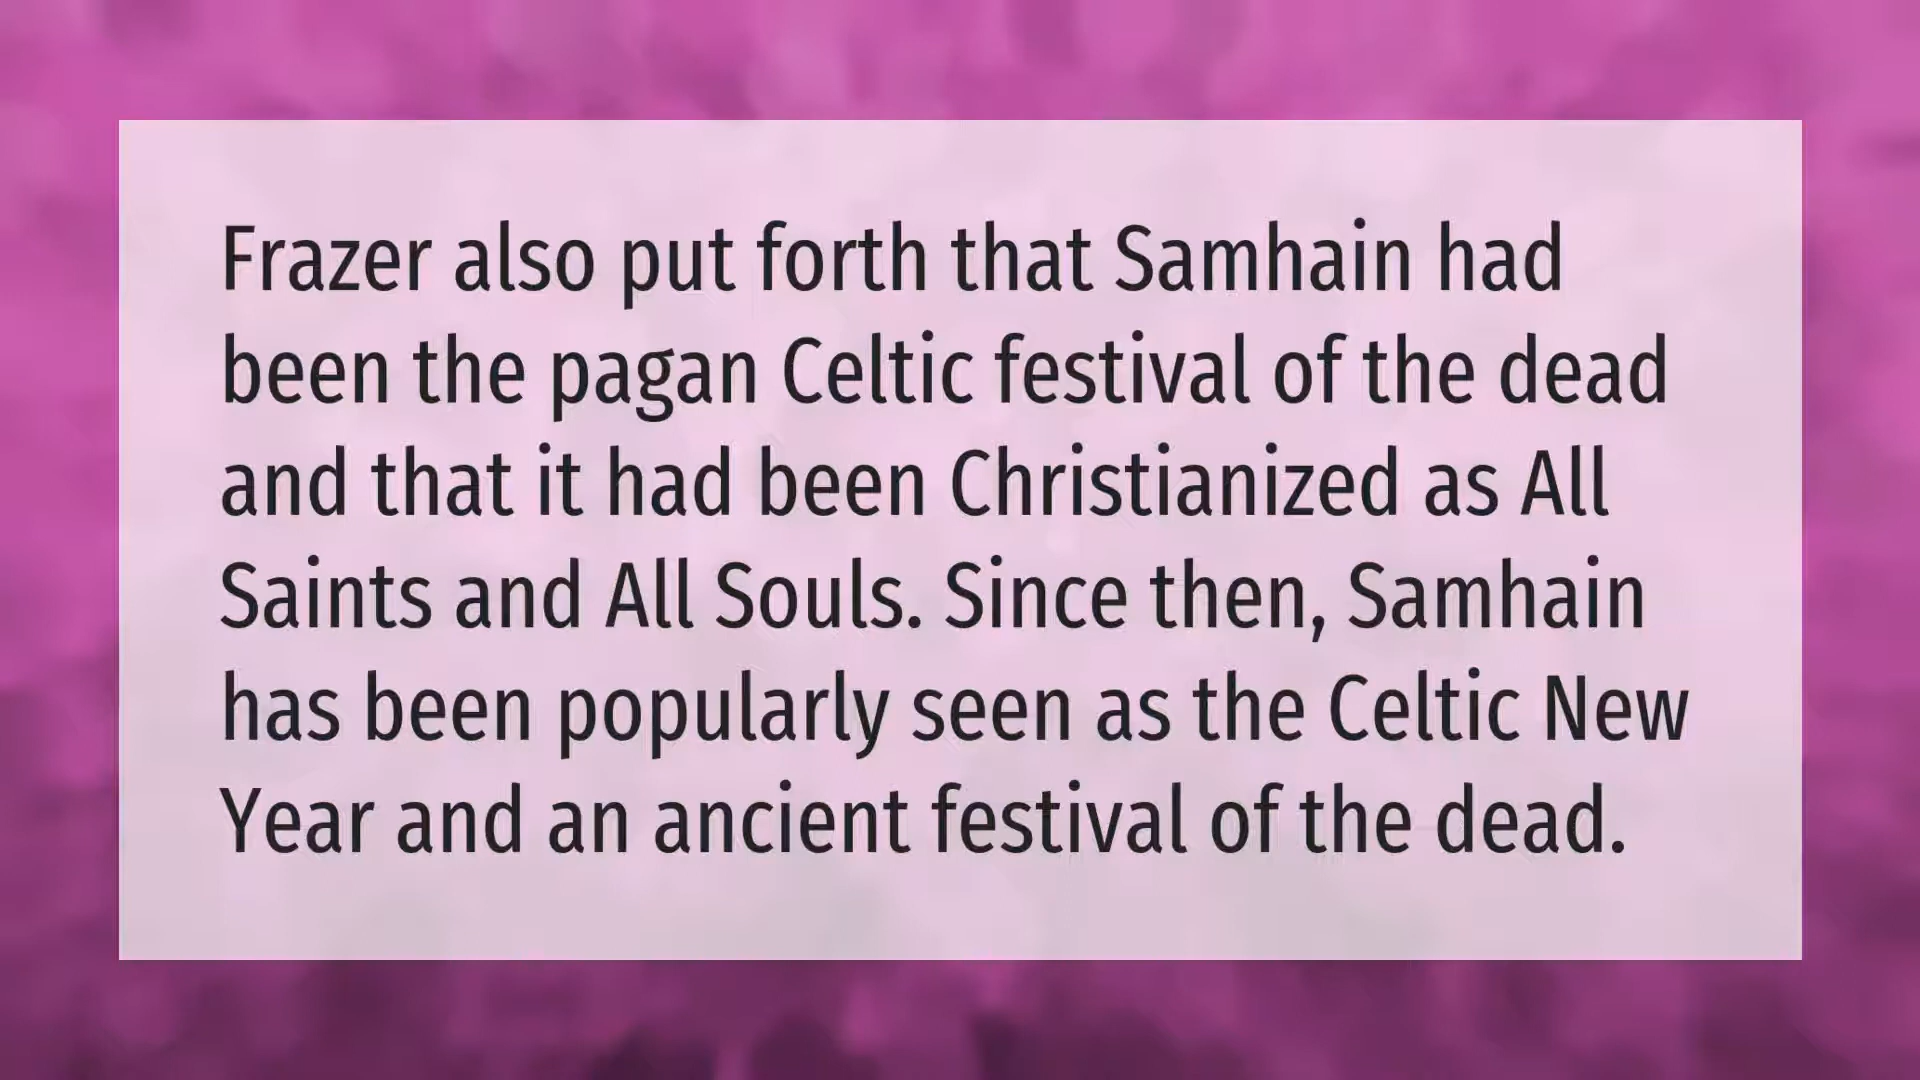 Frazer also put forth that Samhain had
been the pagan Celtic festival of the dead
and that it had been Christianized as All
Saints and All Souls. Since then, Samhain
has been popularly seen as the Celtic New
Year and an ancient festival of the dead.